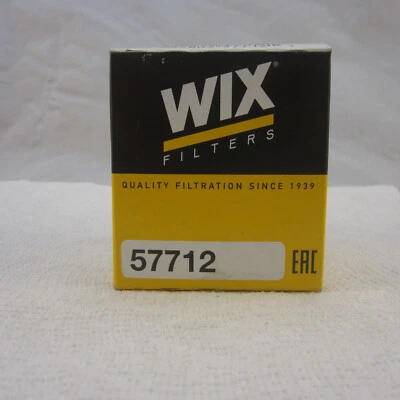 WIX
FILTERS
QUALITY FILTRATION SINCE 1939
57712
EAC